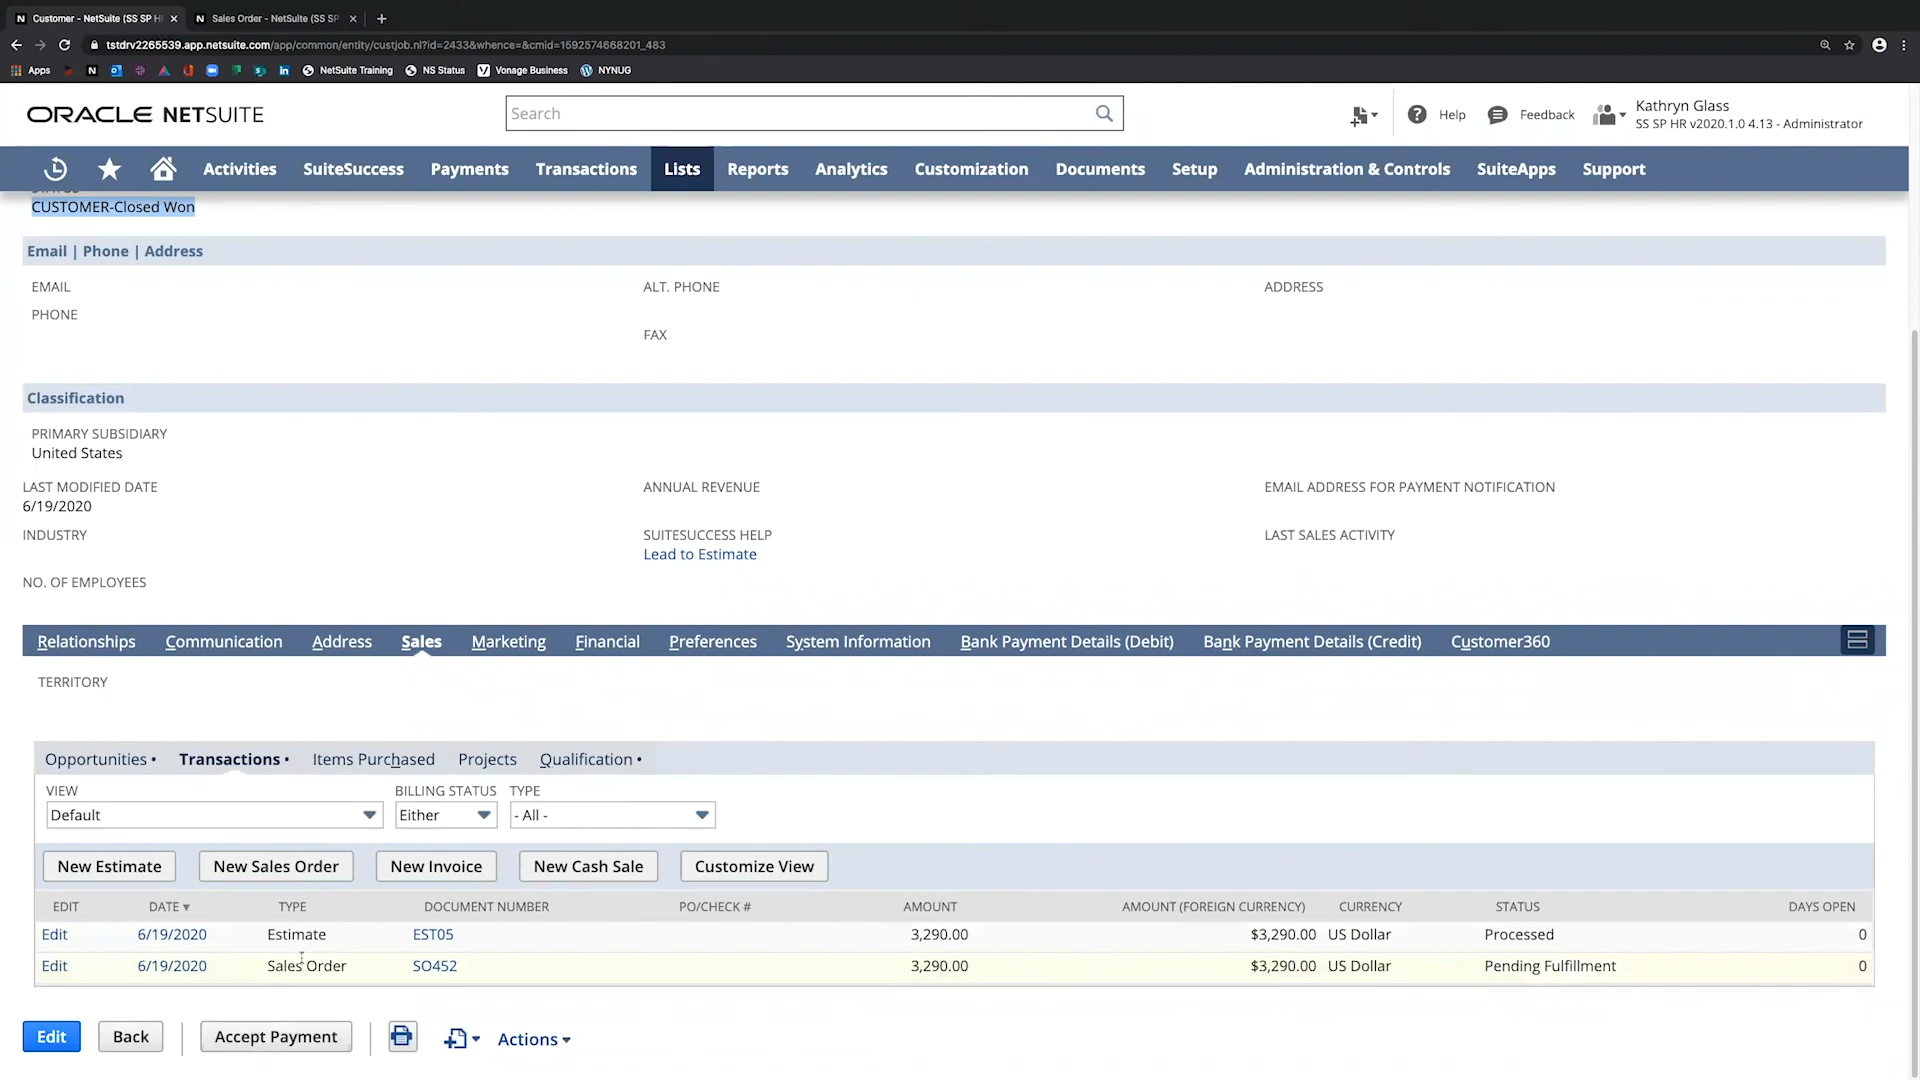 Customer - NetSuite (SS SP H
Sales Order - NetSuite (SS SP
tstdrv2265539.app.netsuite.com/app/common/entity/custjob.nl?id=2433&whence=&cmid=1592574668201_483
Apps NetSuite Training NS Status Vonage Business NYNUG
ORACLE NETSUITE
Search
Help
Feedback
Kathryn Glass
SS SP HR v2020.1.0 4.13 - Administrator
Activities SuiteSuccess Payments Transactions Lists Reports Analytics Customization Documents Setup Administration & Controls SuiteApps Support
STATUS
CUSTOMER-Closed Won
Email | Phone | Address
EMAIL ALT. PHONE ADDRESS
PHONE
FAX
Classification
PRIMARY SUBSIDIARY
United States
LAST MODIFIED DATE ANNUAL REVENUE EMAIL ADDRESS FOR PAYMENT NOTIFICATION
6/19/2020
INDUSTRY SUITESUCCESS HELP LAST SALES ACTIVITY
Lead to Estimate
NO. OF EMPLOYEES
Relationships Communication Address Sales Marketing Financial Preferences System Information Bank Payment Details (Debit) Bank Payment Details (Credit) Customer360
TERRITORY
Opportunities • Transactions • Items Purchased Projects Qualification •
VIEW BILLING STATUS TYPE
Default Either - All -
New Estimate New Sales Order New Invoice New Cash Sale Customize View
EDIT DATE ▼ TYPE DOCUMENT NUMBER PO/CHECK # AMOUNT AMOUNT (FOREIGN CURRENCY) CURRENCY STATUS DAYS OPEN
Edit 6/19/2020 Estimate EST05 3,290.00 $3,290.00 US Dollar Processed 0
Edit 6/19/2020 Sales Order SO452 3,290.00 $3,290.00 US Dollar Pending Fulfillment 0
Edit Back Accept Payment Actions